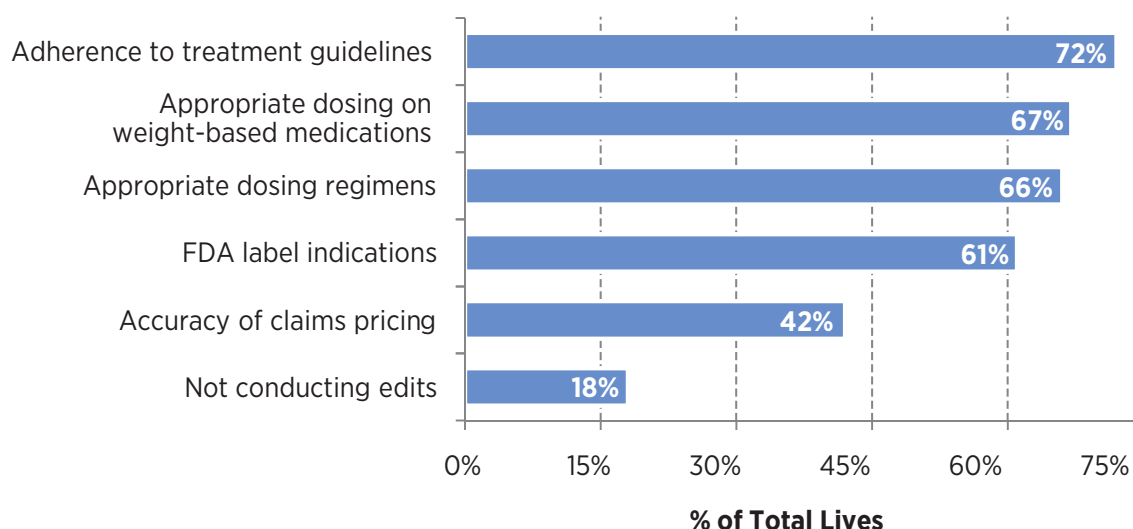 Adherence to treatment guidelines
72%
Appropriate dosing on
weight-based medications
67%
Appropriate dosing regimens
66%
FDA label indications
61%
Accuracy of claims pricing
42%
Not conducting edits
18%
0% 15% 30% 45% 60% 75%
% of Total Lives